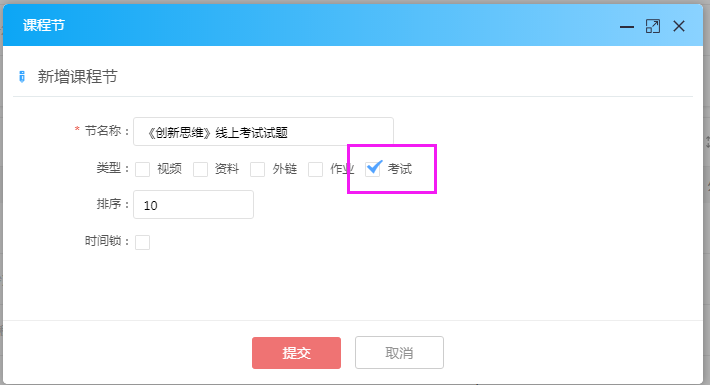 课程节
新增课程节
* 节名称： 《创新思维》线上考试试题
类型： 视频 资料 外链 作业 考试
排序： 10
时间锁：
提交 取消